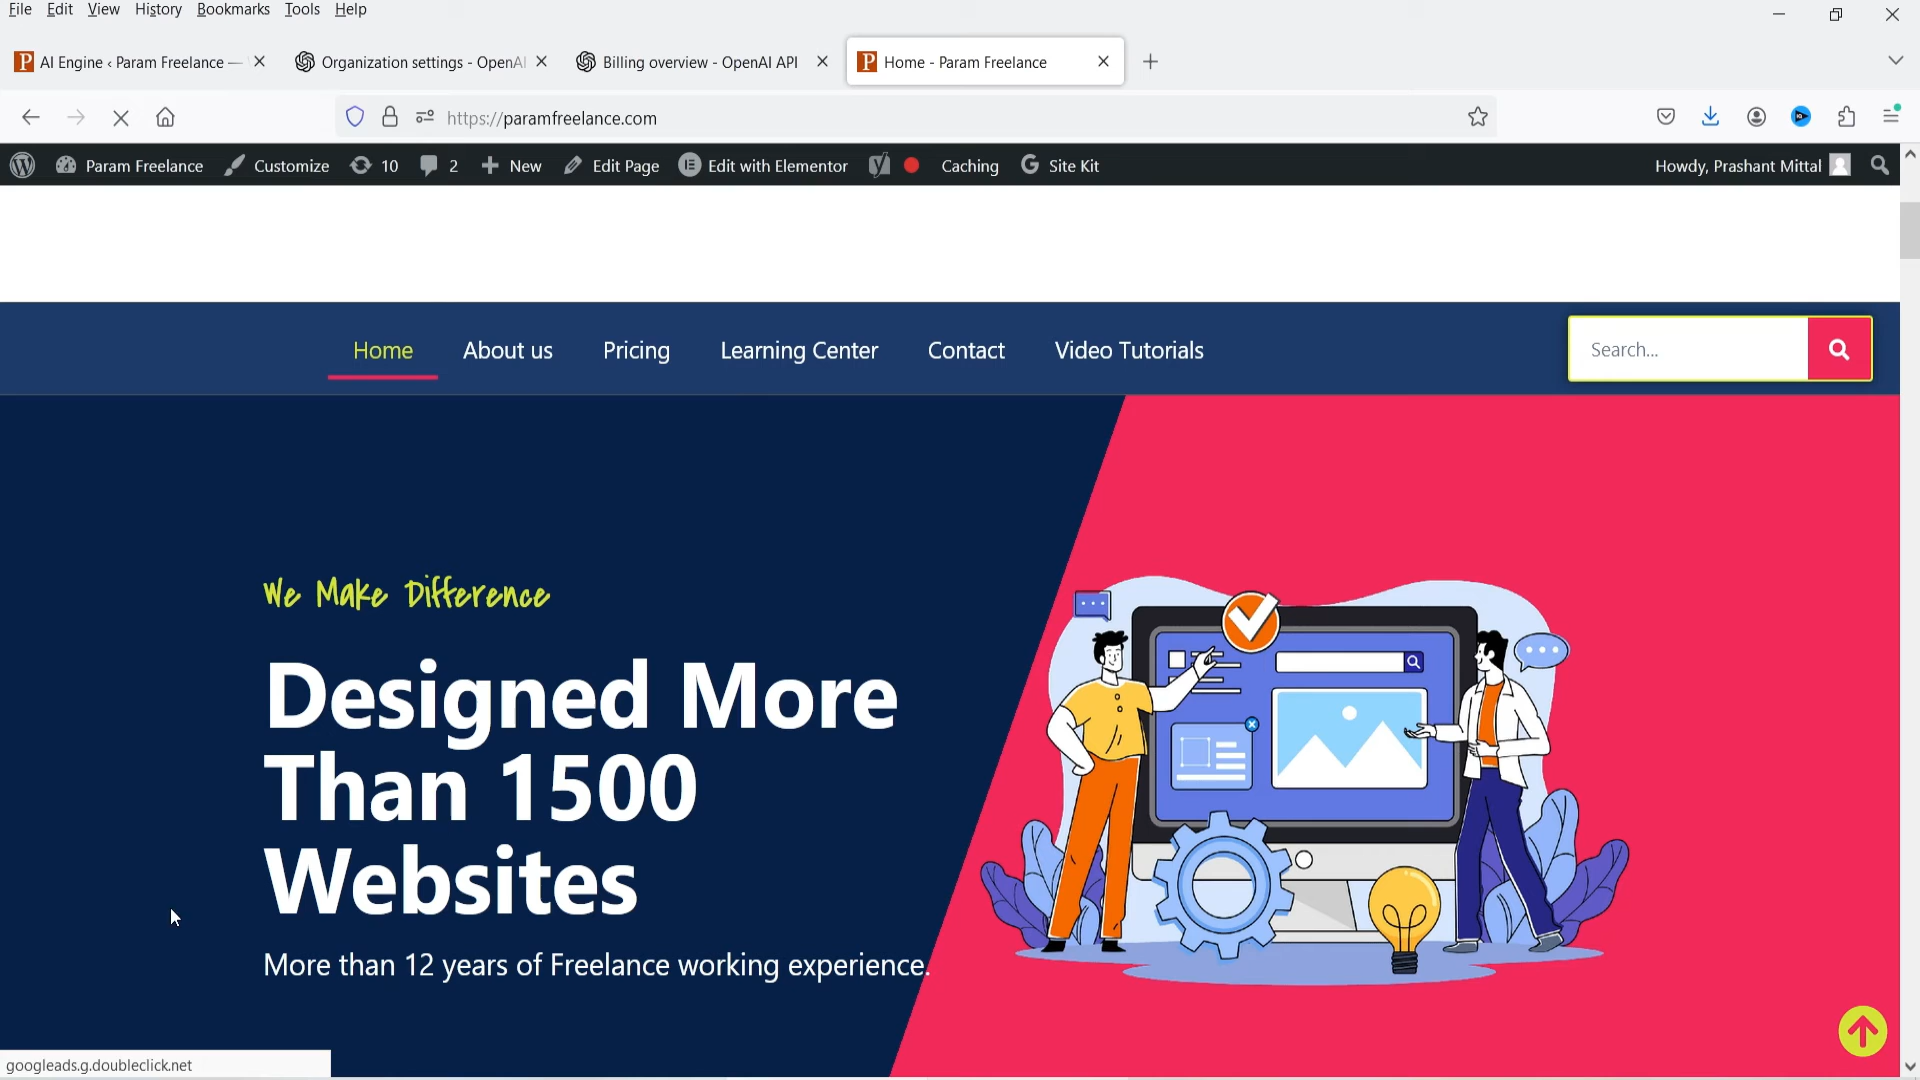 File Edit View History Bookmarks Tools Help
AI Engine ‹ Param Freelance — Organization settings - OpenAI Billing overview - OpenAI API Home - Param Freelance
https://paramfreelance.com
Param Freelance Customize 10 2 New Edit Page Edit with Elementor Caching Site Kit Howdy, Prashant Mittal
Home About us Pricing Learning Center Contact Video Tutorials Search...
We Make Difference
Designed More
Than 1500
Websites
More than 12 years of Freelance working experience.
googleads.g.doubleclick.net